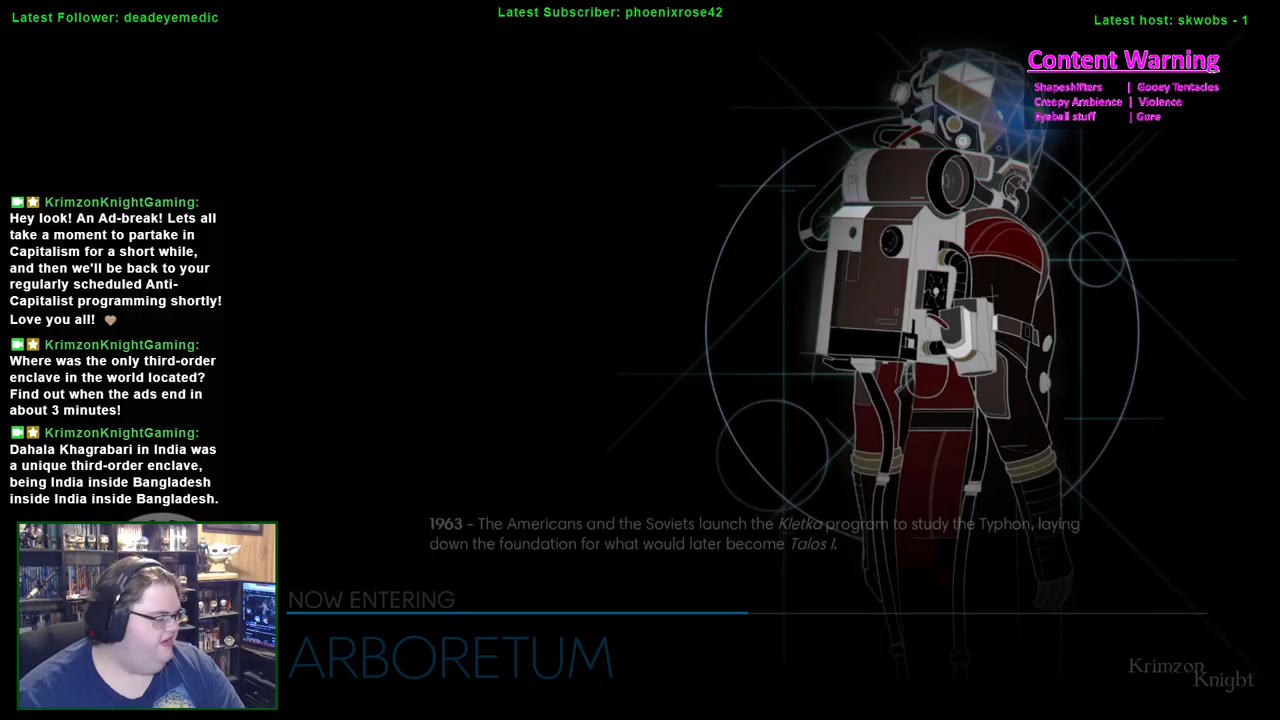 Latest Follower: deadeyemedic
Latest Subscriber: phoenixrose42
Latest host: skwobs - 1
Content Warning
Shapeshifters | Gooey Tentacles
Creepy Ambience | Violence
Eyeball stuff | Gore
KrimzonKnightGaming:
Hey look! An Ad-break! Lets all
take a moment to partake in
Capitalism for a short while,
and then we'll be back to your
regularly scheduled Anti-
Capitalist programming shortly!
Love you all!
KrimzonKnightGaming:
Where was the only third-order
enclave in the world located?
Find out when the ads end in
about 3 minutes!
KrimzonKnightGaming:
Dahala Khagrabari in India was
a unique third-order enclave,
being India inside Bangladesh
inside India inside Bangladesh.
1963 - The Americans and the Soviets launch the Kletka program to study the Typhon, laying
down the foundation for what would later become Talos I.
NOW ENTERING
ARBORETUM
Krimzon
Knight